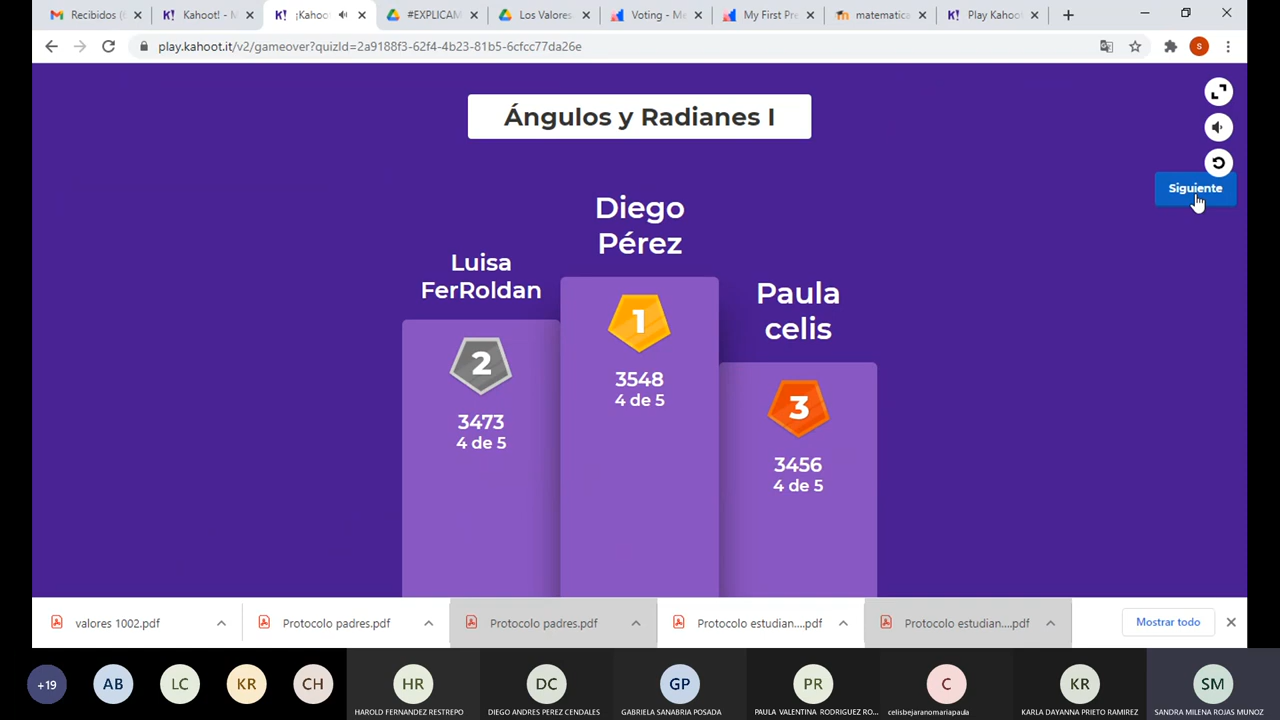 Recibidos (
Kahoot! - M
¡Kahoo
#EXPLICAM
Los Valores
Voting - Me
My First Pre
matematica
Play Kahoot
play.kahoot.it/v2/gameover?quizId=2a9188f3-62f4-4b23-81b5-6cfcc77da26e
S
Ángulos y Radianes I
Siguiente
Diego
Pérez
Luisa
FerRoldan
Paula
celis
1
3548
4 de 5
2
3473
4 de 5
3
3456
4 de 5
valores 1002.pdf
Protocolo padres.pdf
Protocolo padres.pdf
Protocolo estudian....pdf
Protocolo estudian....pdf
Mostrar todo
+19
AB
LC
KR
CH
HR
DC
GP
PR
C
KR
SM
HAROLD FERNANDEZ RESTREPO
DIEGO ANDRES PEREZ CENDALES
GABRIELA SANABRIA POSADA
PAULA VALENTINA RODRIGUEZ RO...
celisbejaranomariapaula
KARLA DAYANNA PRIETO RAMIREZ
SANDRA MILENA ROJAS MUNOZ